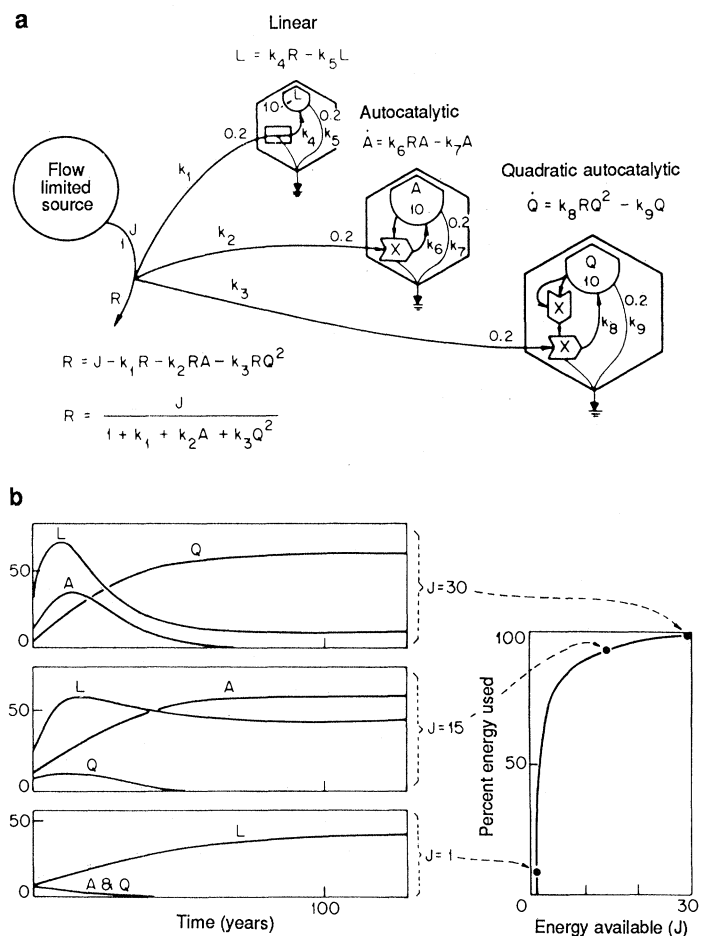 a
Linear
L = k₄R – k₅L
L
10
0.2
0.2
k₄
k₅
Autocatalytic
Ȧ = k₆RA – k₇A
Flow
limited
source
k₁
A
10
0.2
0.2
X
k₆
k₇
Quadratic autocatalytic
Q̇ = k₈RQ² – k₉Q
J
1
k₂
R
k₃
Q
10
X
0.2
k₈
k₉
0.2
X
R = J – k₁R – k₂RA – k₃RQ²
R = J
1 + k₁ + k₂A + k₃Q²
b
L
Q
50
A
0
J=30
L
A
50
Q
0
J=15
50
L
A & Q
0
J=1
100
Time (years)
100
50
Percent energy used
0
30
Energy available (J)